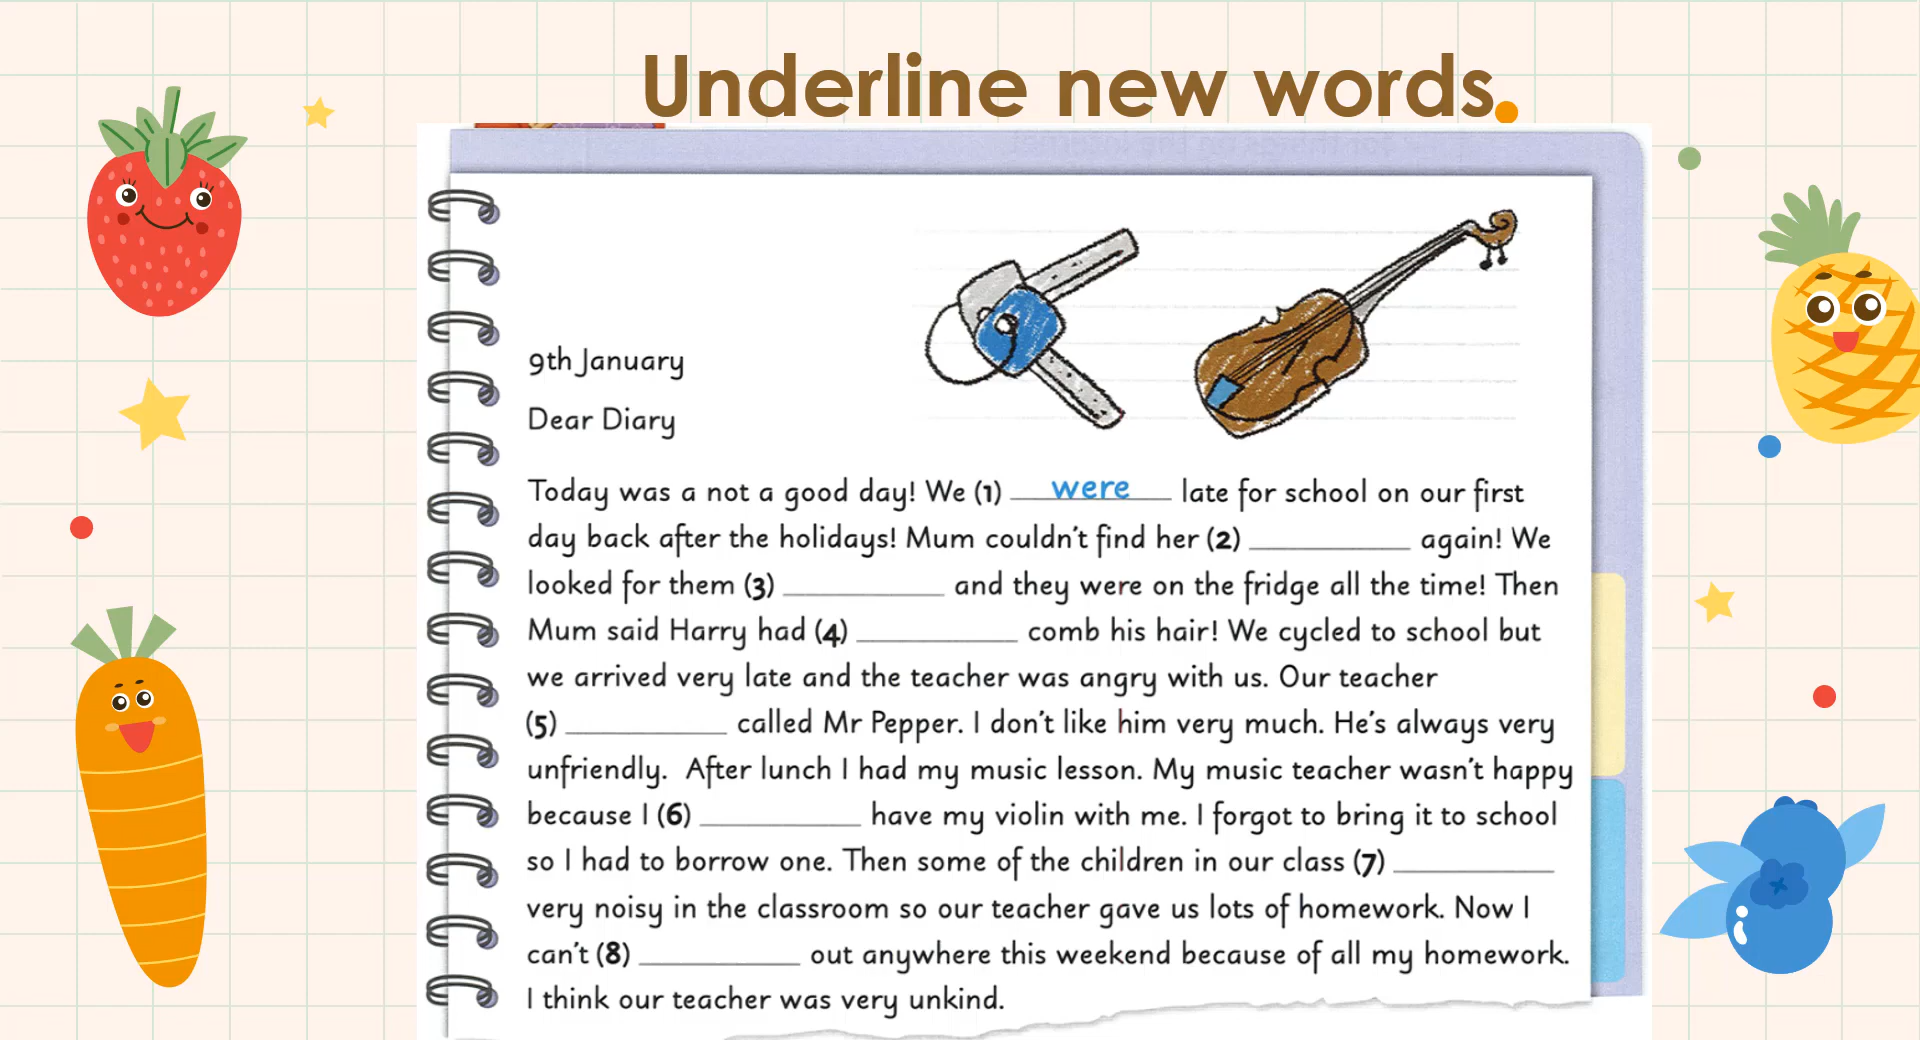 Underline new words.
9th January
Dear Diary
Today was a not a good day! We (1) were late for school on our first
day back after the holidays! Mum couldn't find her (2) __________ again! We
looked for them (3) __________ and they were on the fridge all the time! Then
Mum said Harry had (4) __________ comb his hair! We cycled to school but
we arrived very late and the teacher was angry with us. Our teacher
(5) __________ called Mr Pepper. I don't like him very much. He's always very
unfriendly. After lunch I had my music lesson. My music teacher wasn't happy
because I (6) __________ have my violin with me. I forgot to bring it to school
so I had to borrow one. Then some of the children in our class (7) __________
very noisy in the classroom so our teacher gave us lots of homework. Now I
can't (8) __________ out anywhere this weekend because of all my homework.
I think our teacher was very unkind.